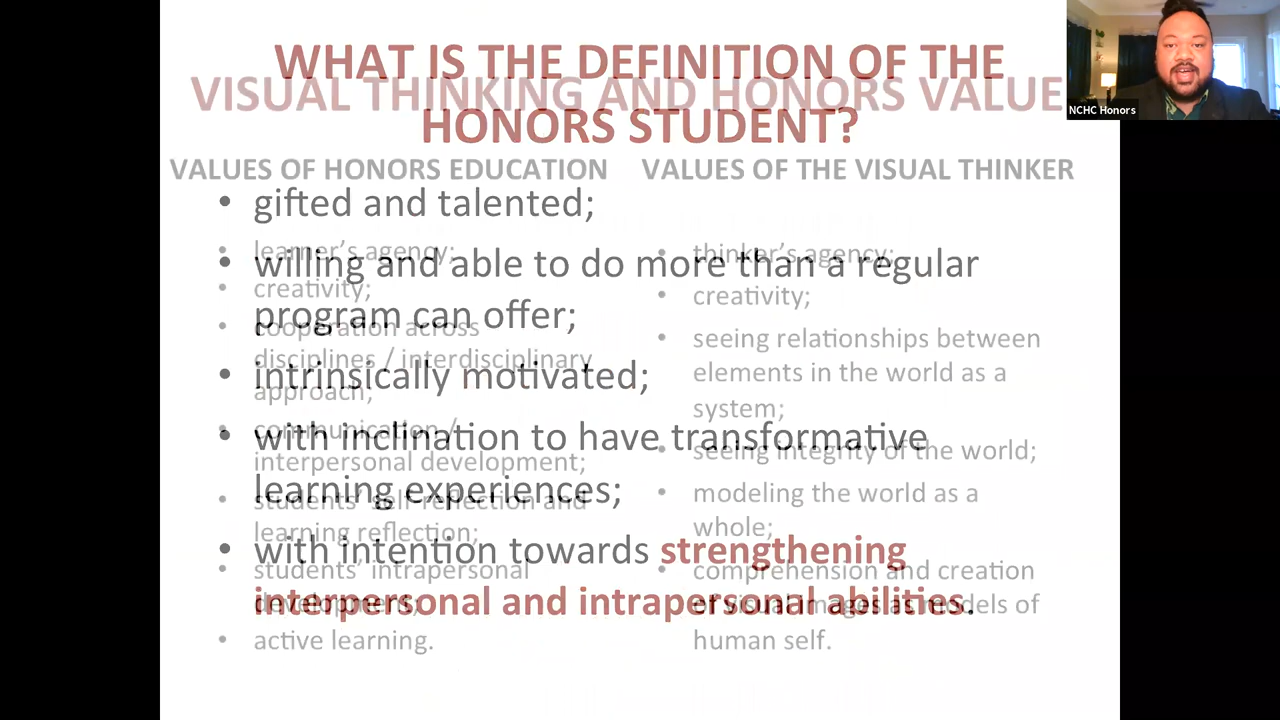 WHAT IS THE DEFINITION OF THE
HONORS STUDENT?
• gifted and talented;
• willing and able to do more than a regular
program can offer;
• intrinsically motivated;
• with inclination to have transformative
learning experiences;
• with intention towards strengthening
interpersonal and intrapersonal abilities.
VISUAL THINKING AND HONORS VALUE
VALUES OF HONORS EDUCATION
• learner's agency;
• creativity;
• cooperation across
disciplines / interdisciplinary
approach;
• communication /
interpersonal development;
• students' self-reflection and
learning reflection;
• students' intrapersonal
development;
• active learning.
VALUES OF THE VISUAL THINKER
• thinker's agency;
• creativity;
• seeing relationships between
elements in the world as a
system;
• seeing integrity of the world;
• modeling the world as a
whole;
• comprehension and creation
of visual images as models of
human self.
NCHC Honors